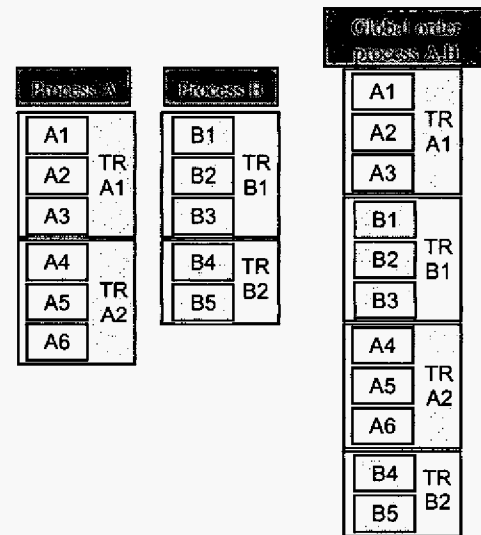 Process A
A1
A2
A3
TR
A1
A4
A5
A6
TR
A2
Process B
B1
B2
B3
TR
B1
B4
B5
TR
B2
Global order
process A,B
A1
A2
A3
TR
A1
B1
B2
B3
TR
B1
A4
A5
A6
TR
A2
B4
B5
TR
B2